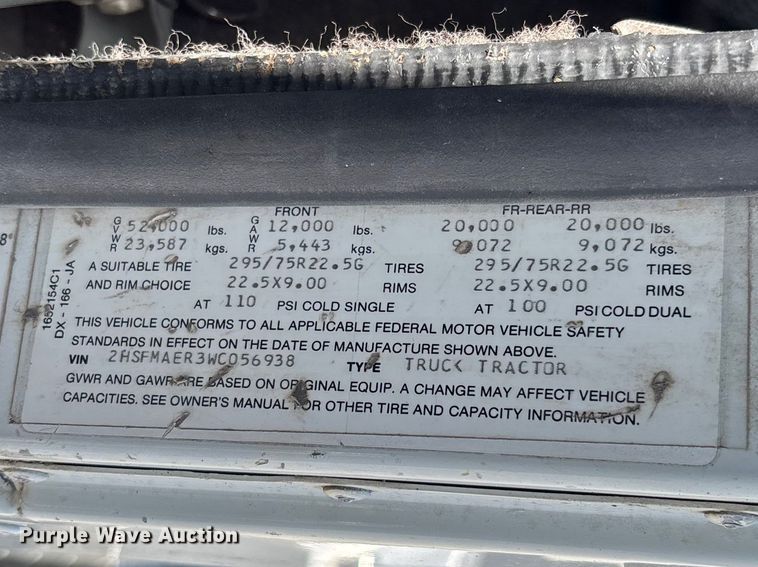 FRONT FR-REAR-RR
GVWR 52,000 lbs. GAWR 12,000 lbs. 20,000 20,000 lbs.
23,587 kgs. 5,443 kgs. 9,072 9,072 kgs.
A SUITABLE TIRE 295/75R22.5G TIRES 295/75R22.5G TIRES
AND RIM CHOICE 22.5X9.00 RIMS 22.5X9.00 RIMS
AT 110 PSI COLD SINGLE AT 100 PSI COLD DUAL
THIS VEHICLE CONFORMS TO ALL APPLICABLE FEDERAL MOTOR VEHICLE SAFETY
STANDARDS IN EFFECT ON THE DATE OF MANUFACTURE SHOWN ABOVE.
VIN 2HSFMAER3WC056938 TYPE TRUCK TRACTOR
GVWR AND GAWR ARE BASED ON ORIGINAL EQUIP. A CHANGE MAY AFFECT VEHICLE
CAPACITIES. SEE OWNER'S MANUAL FOR OTHER TIRE AND CAPACITY INFORMATION.
1652154C1
DX - 166 - JA
8"
Purple Wave Auction